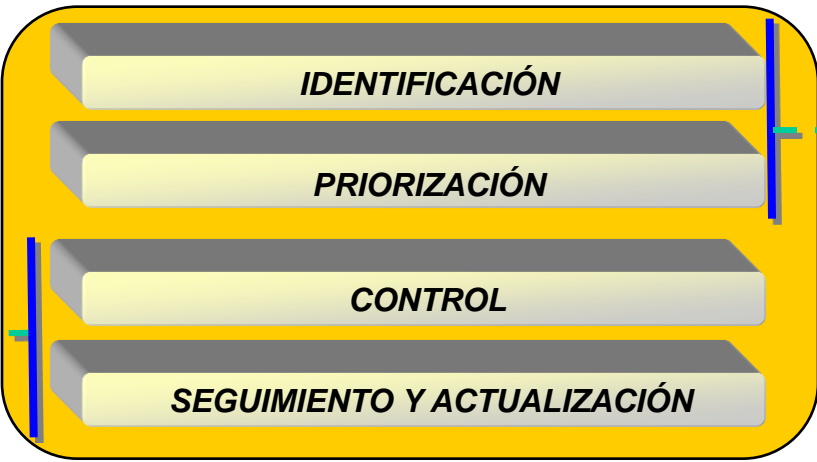 IDENTIFICACIÓN
PRIORIZACIÓN
CONTROL
SEGUIMIENTO Y ACTUALIZACIÓN